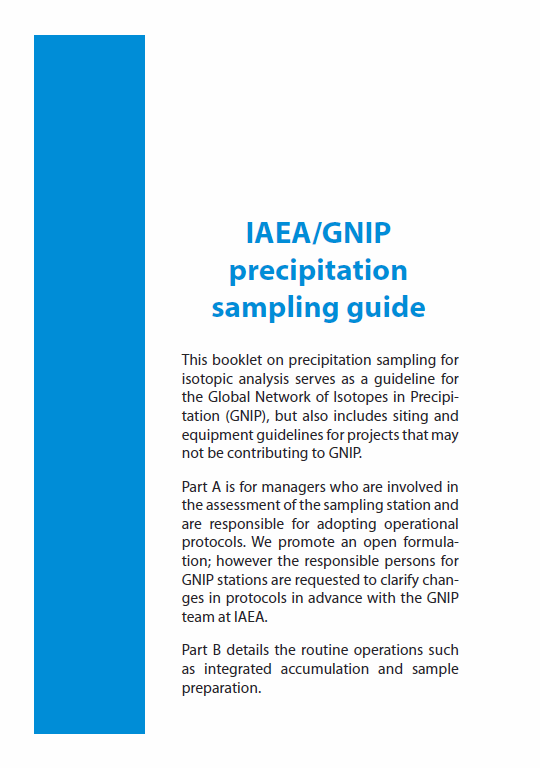 IAEA/GNIP
precipitation
sampling guide
This booklet on precipitation sampling for
isotopic analysis serves as a guideline for
the Global Network of Isotopes in Precipi-
tation (GNIP), but also includes siting and
equipment guidelines for projects that may
not be contributing to GNIP.
Part A is for managers who are involved in
the assessment of the sampling station and
are responsible for adopting operational
protocols. We promote an open formula-
tion; however the responsible persons for
GNIP stations are requested to clarify chan-
ges in protocols in advance with the GNIP
team at IAEA.
Part B details the routine operations such
as integrated accumulation and sample
preparation.